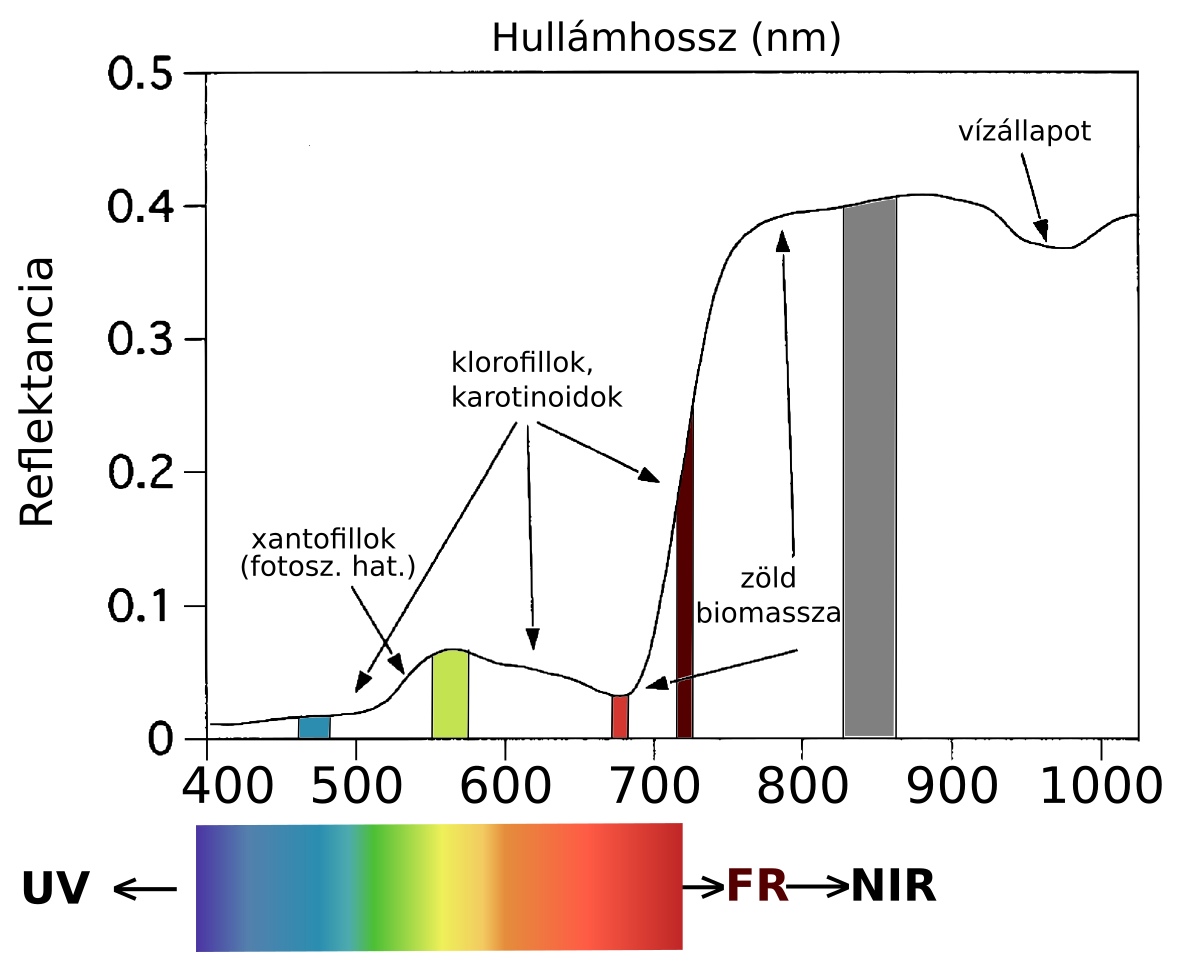 Hullámhossz (nm)
0.5
0.4
0.3
0.2
0.1
0
Reflektancia
vízállapot
klorofillok,
karotinoidok
xantofillok
(fotosz. hat.)
zöld
biomassza
400 500 600 700 800 900 1000
UV FR NIR